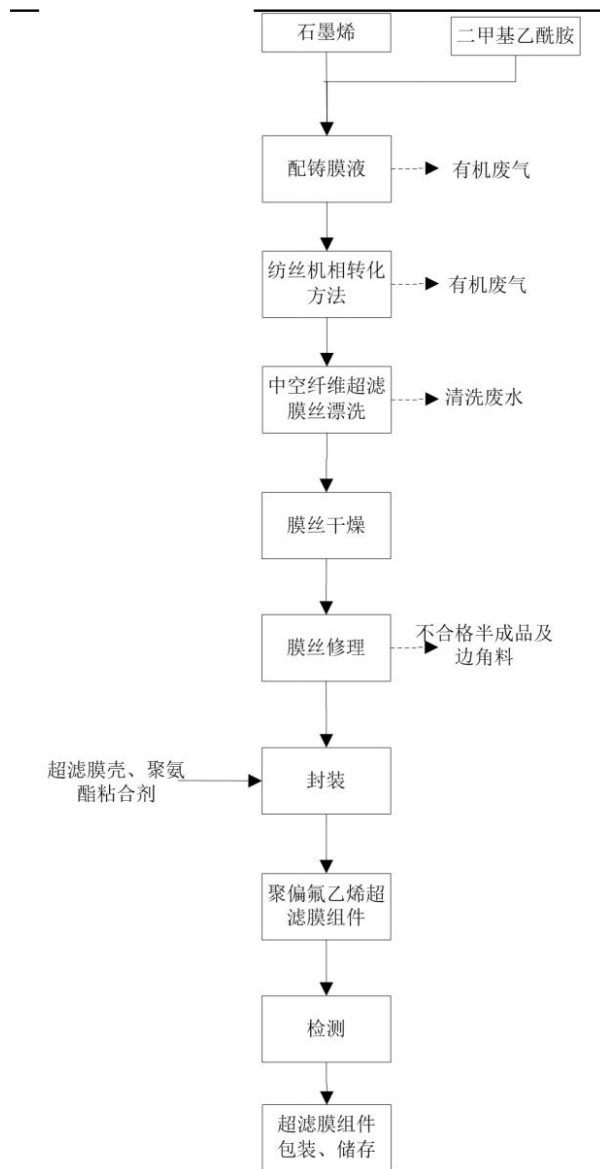 石墨烯
二甲基乙酰胺
配铸膜液
有机废气
纺丝机相转化
方法
有机废气
中空纤维超滤
膜丝漂洗
清洗废水
膜丝干燥
膜丝修理
不合格半成品及
边角料
超滤膜壳、聚氨
酯粘合剂
封装
聚偏氟乙烯超
滤膜组件
检测
超滤膜组件
包装、储存